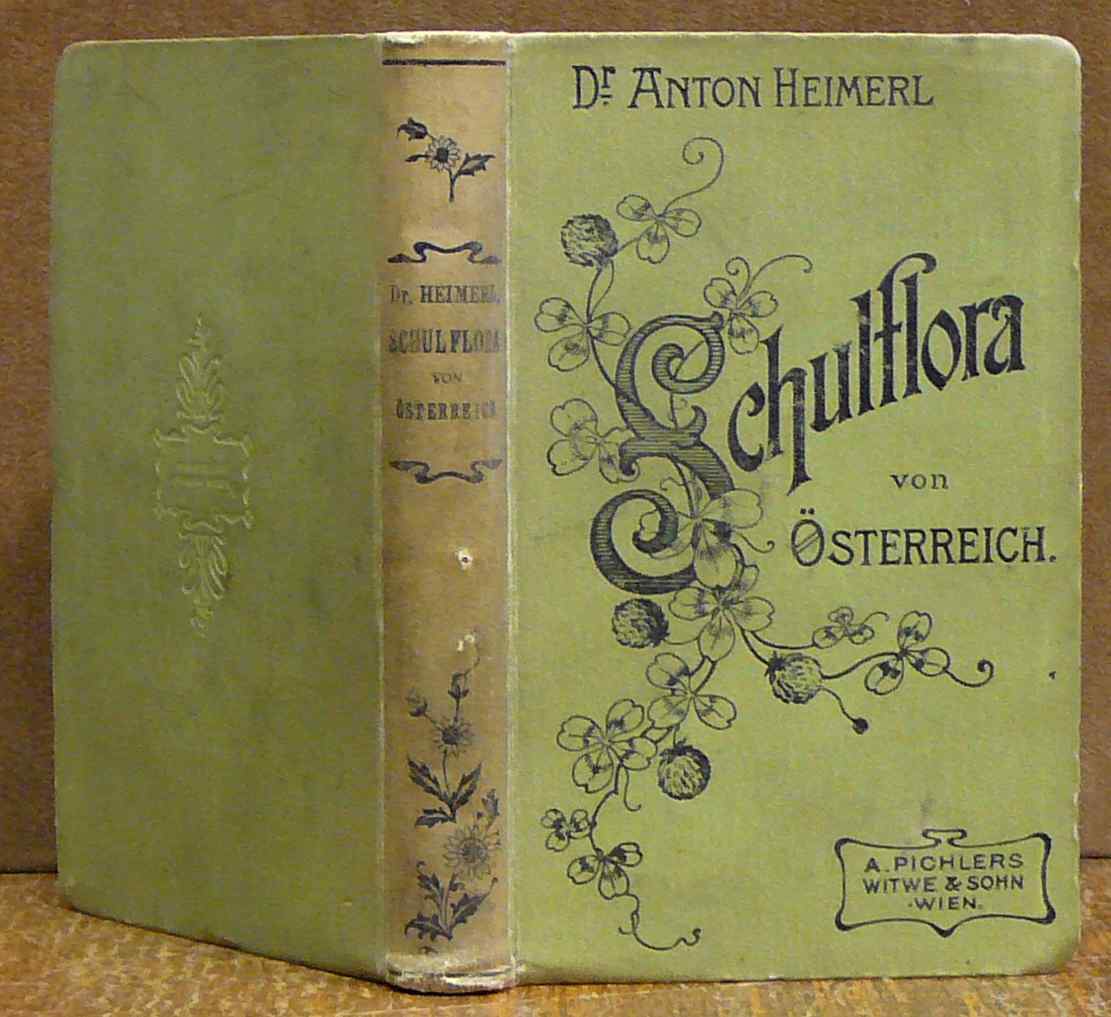 Dr. HEIMERL
SCHULFLORA
VON
ÖSTERREICH
Dr ANTON HEIMERL
Schulflora
von
ÖSTERREICH.
A. PICHLERS
WITWE & SOHN
·WIEN·